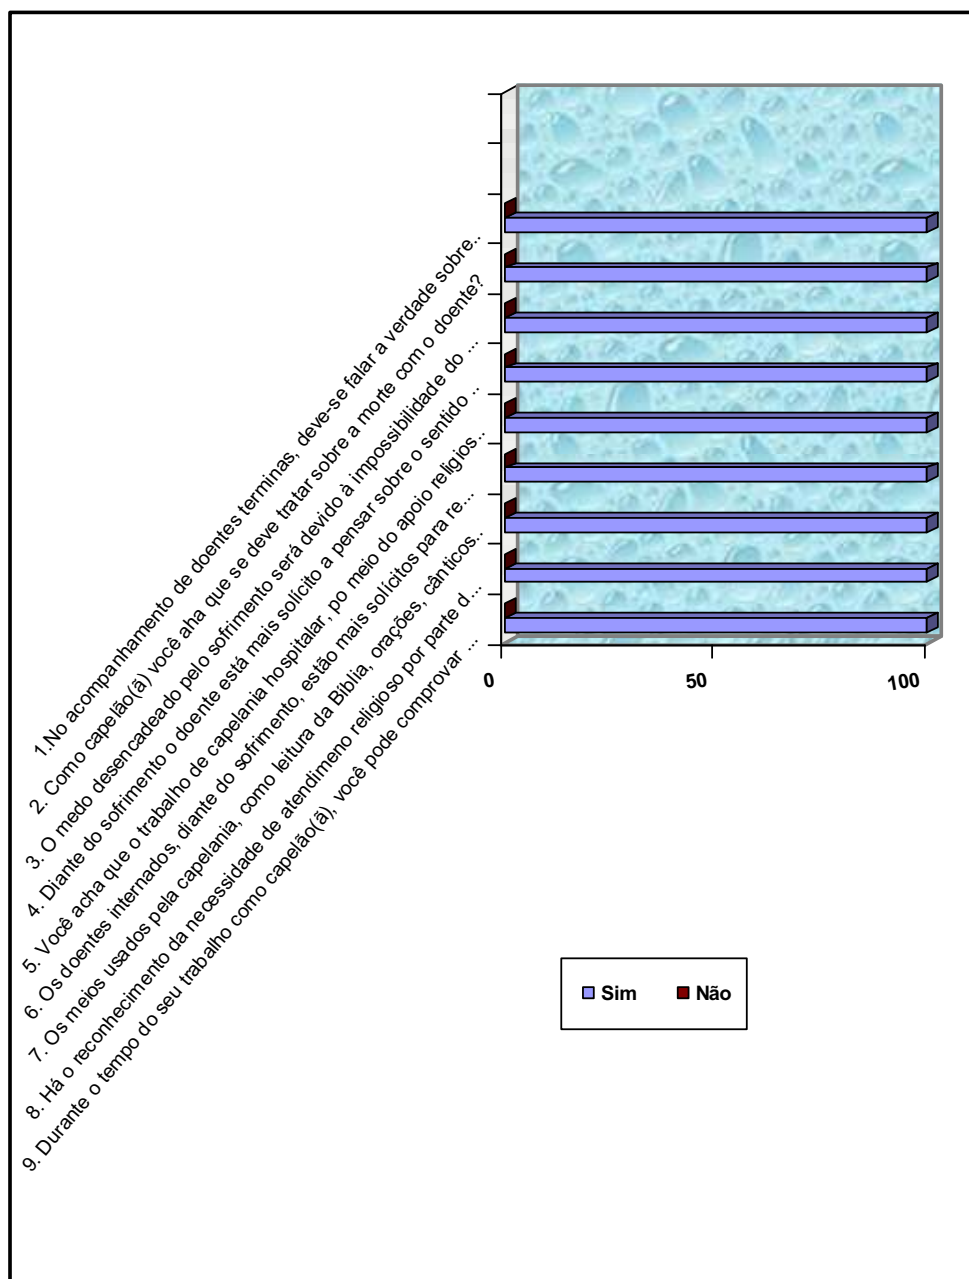 1.No acompanhamento de doentes terminas, deve-se falar a verdade sobre..
2. Como capelão(ã) você aha que se deve tratar sobre a morte com o doente?
3. O medo desencadeado pelo sofrimento será devido à impossibilidade do ...
4. Diante do sofrimento o doente está mais solicito a pensar sobre o sentido ..
5. Você acha que o trabalho de capelania hospitalar, po meio do apoio religios..
6. Os doentes internados, diante do sofrimento, estão mais solícitos para re...
7. Os meios usados pela capelania, como leitura da Bíblia, orações, cânticos..
8. Há o reconhecimento da necessidade de atendimeno religioso por parte d...
9. Durante o tempo do seu trabalho como capelão(ã), você pode comprovar ...
0 50 100
Sim Não